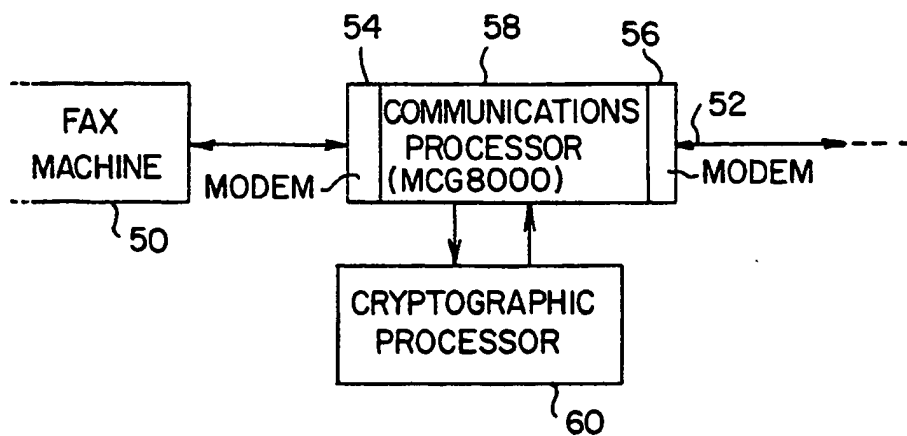 54
58
56
52
FAX
MACHINE
COMMUNICATIONS
PROCESSOR
(MCG8000)
MODEM
MODEM
50
CRYPTOGRAPHIC
PROCESSOR
60